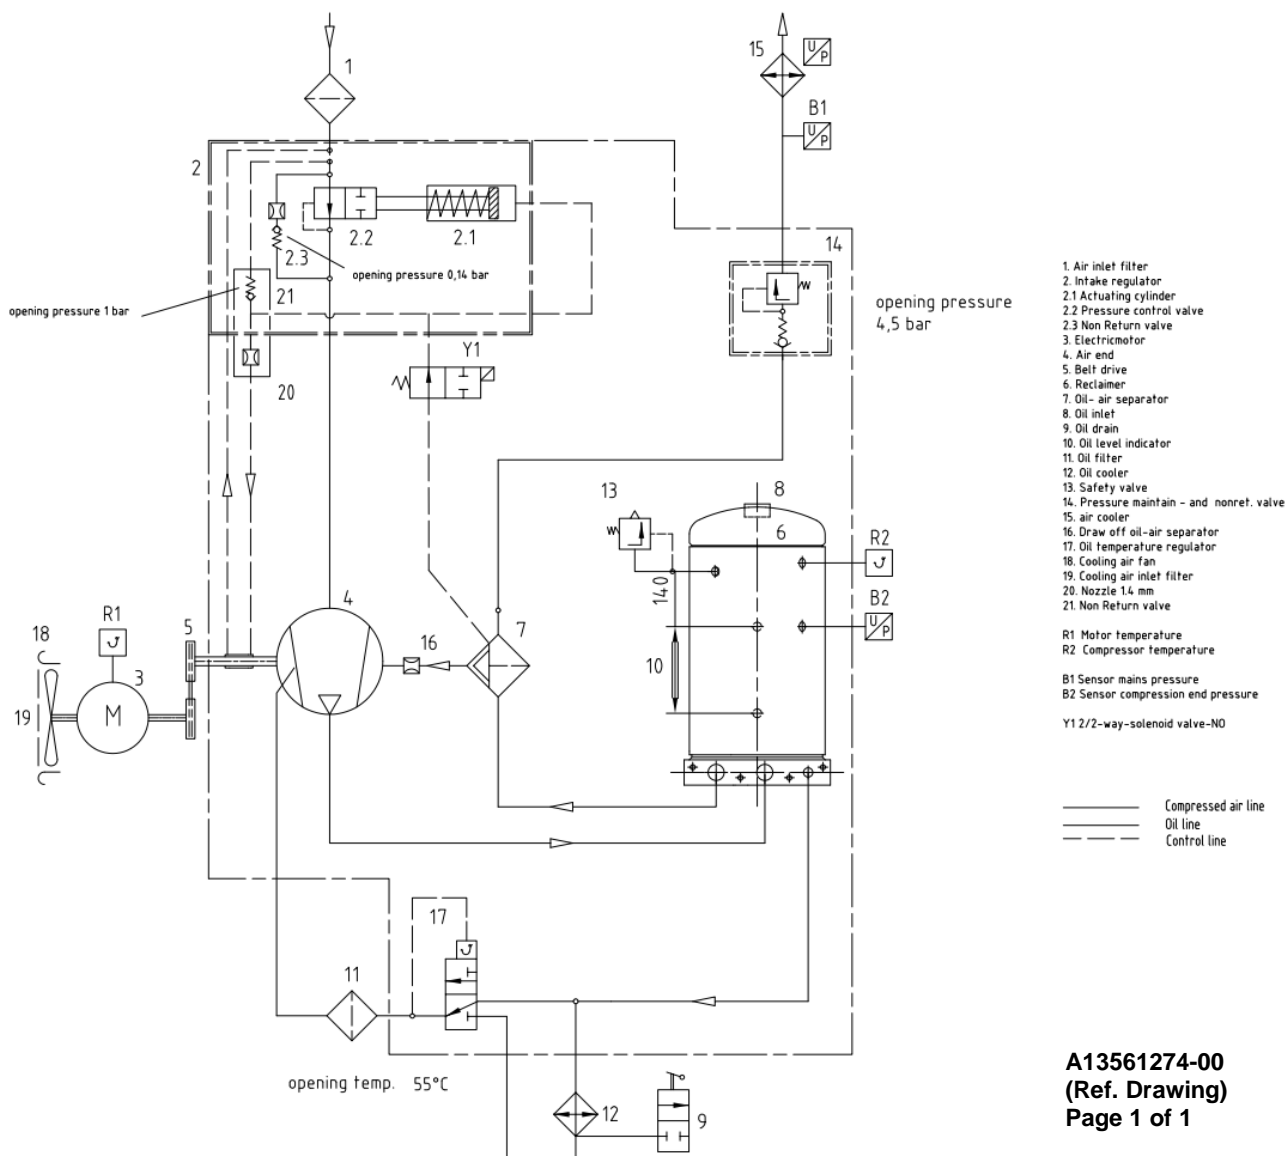 1
2
2.2
2.1
2.3
opening pressure 0,14 bar
21
opening pressure 1 bar
20
Y1
15
U
P
B1
U
P
14
opening pressure
4,5 bar
13
8
6
R2
140
B2
U
P
10
4
16
7
5
R1
18
3
19
M
17
11
opening temp. 55°C
12
9
1. Air inlet filter
2. Intake regulator
2.1 Actuating cylinder
2.2 Pressure control valve
2.3 Non Return valve
3. Electricmotor
4. Air end
5. Belt drive
6. Reclaimer
7. Oil- air separator
8. Oil inlet
9. Oil drain
10. Oil level indicator
11. Oil filter
12. Oil cooler
13. Safety valve
14. Pressure maintain - and nonret. valve
15. air cooler
16. Draw off oil-air separator
17. Oil temperature regulator
18. Cooling air fan
19. Cooling air inlet filter
20. Nozzle 1.4 mm
21. Non Return valve
R1 Motor temperature
R2 Compressor temperature
B1 Sensor mains pressure
B2 Sensor compression end pressure
Y1 2/2-way-solenoid valve-NO
Compressed air line
Oil line
Control line
A13561274-00
(Ref. Drawing)
Page 1 of 1